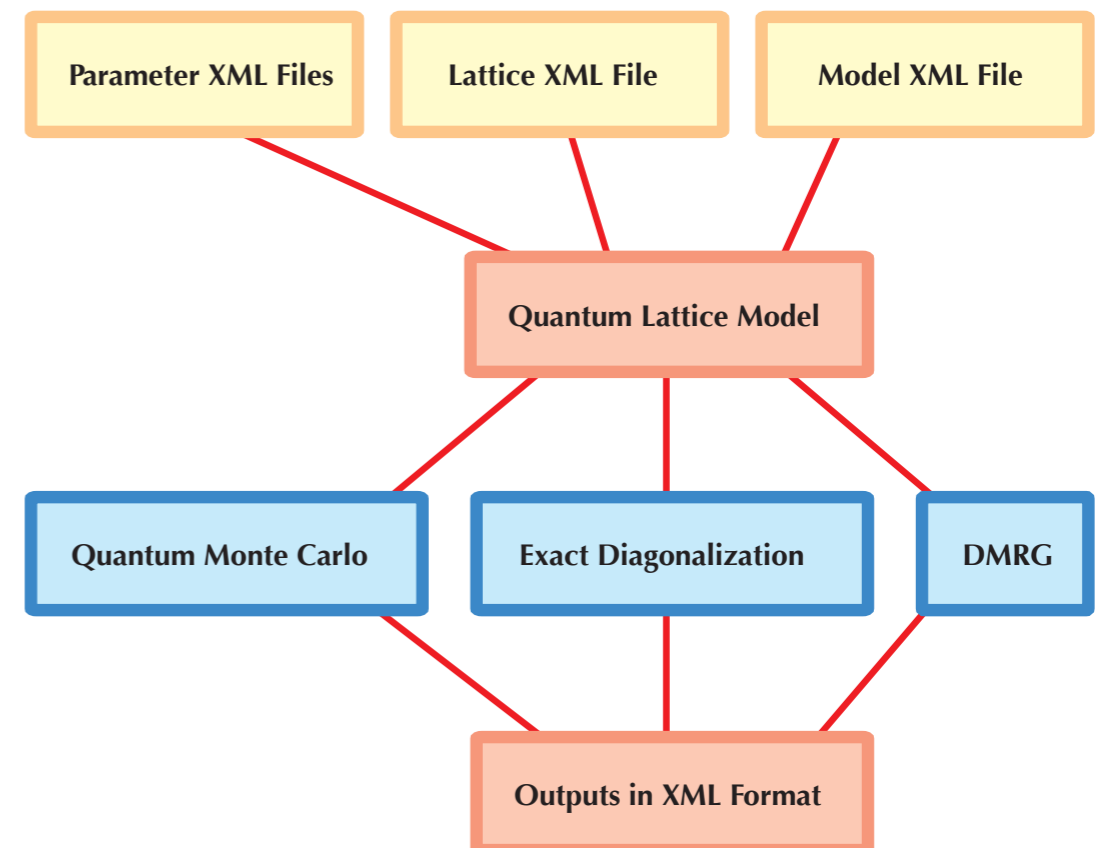 Parameter XML Files
Lattice XML File
Model XML File
Quantum Lattice Model
Quantum Monte Carlo
Exact Diagonalization
DMRG
Outputs in XML Format